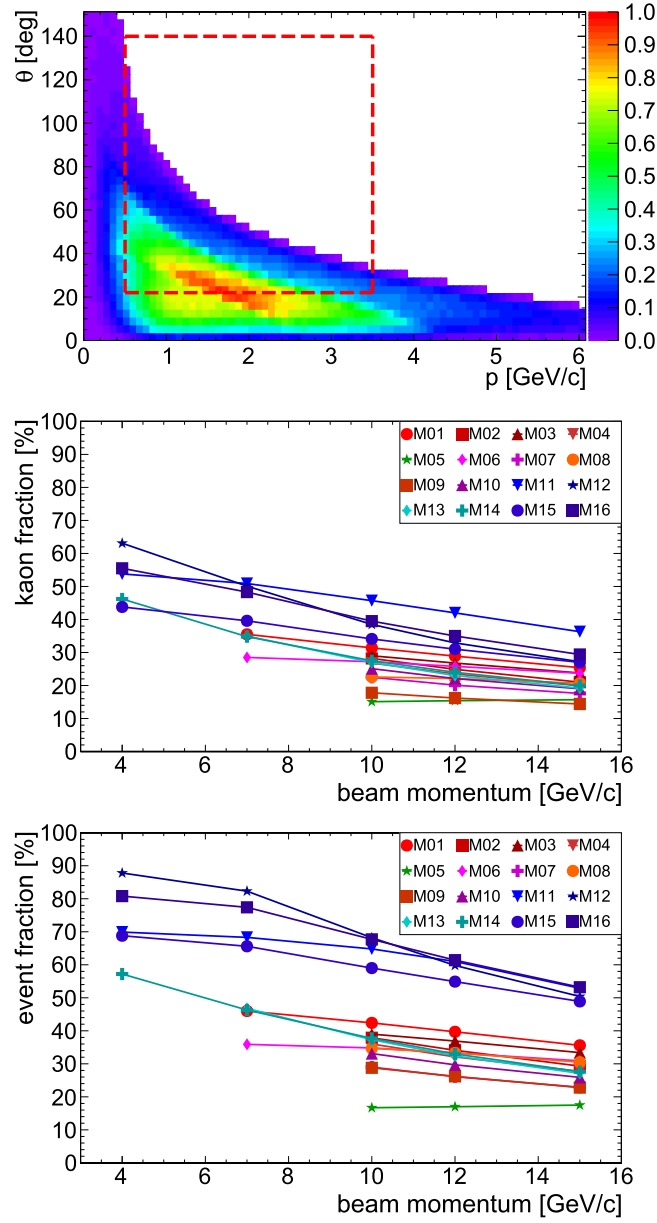 θ [deg]
140
120
100
80
60
40
20
0
0 1 2 3 4 5 6
p [GeV/c]
1.0
0.9
0.8
0.7
0.6
0.5
0.4
0.3
0.2
0.1
0.0
kaon fraction [%]
100
90
80
70
60
50
40
30
20
10
0
M01 M02 M03 M04
M05 M06 M07 M08
M09 M10 M11 M12
M13 M14 M15 M16
4 6 8 10 12 14 16
beam momentum [GeV/c]
event fraction [%]
100
90
80
70
60
50
40
30
20
10
0
M01 M02 M03 M04
M05 M06 M07 M08
M09 M10 M11 M12
M13 M14 M15 M16
4 6 8 10 12 14 16
beam momentum [GeV/c]